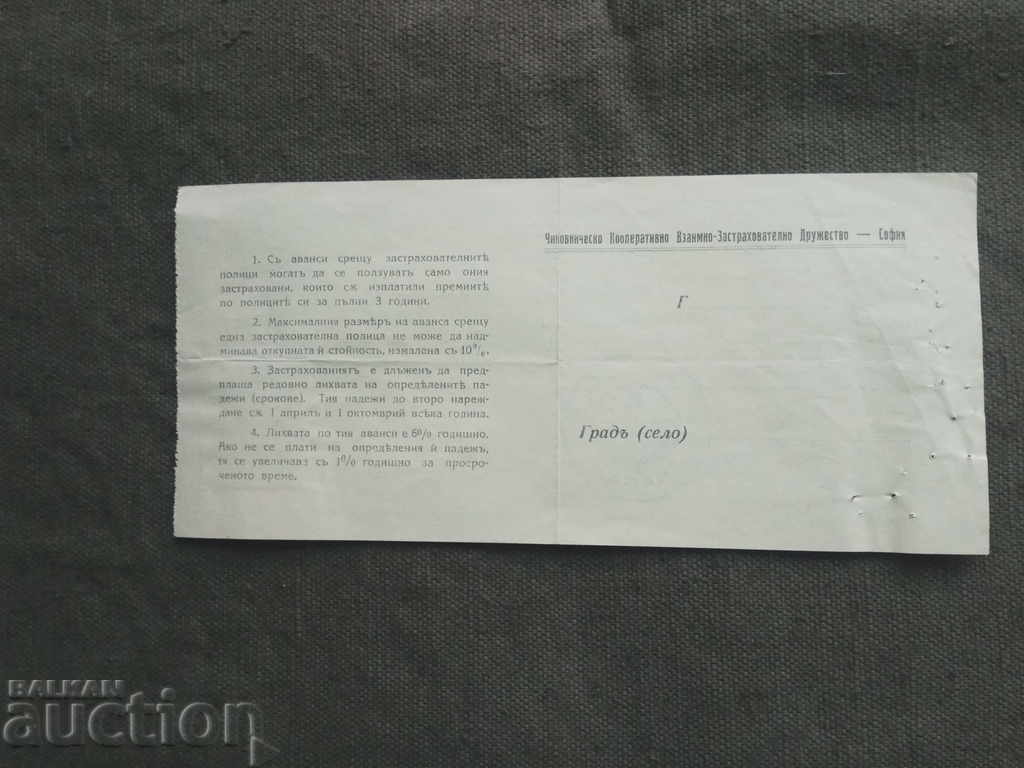 1. Съ аванси срещу застрахователнитѣ
полици могатъ да се ползуватъ само ония
застраховани, които сѫ изплатили премиитѣ
по полицитѣ си за пълни 3 години.
2. Максималния размѣръ на аванса срещу
една застрахователна полица не може да над-
минава откупната ѝ стойность, измалена съ 10%.
3. Застрахованиятъ е длъженъ да пред-
плаща редовно лихвата на опредѣленитѣ па-
дежи (срокове). Тия падежи до второ нареж-
дане сѫ 1 априлъ и 1 октомврий всѣка година.
4. Лихвата по тия аванси е 6% годишно.
Ако не се плати на опредѣления ѝ падежъ,
тя се увеличава съ 1% годишно за просро-
ченото време.
Чиновническо Кооперативно Взаимно-Застрахователно Дружество — София
Г
Градъ (село)
BALKAN
auction